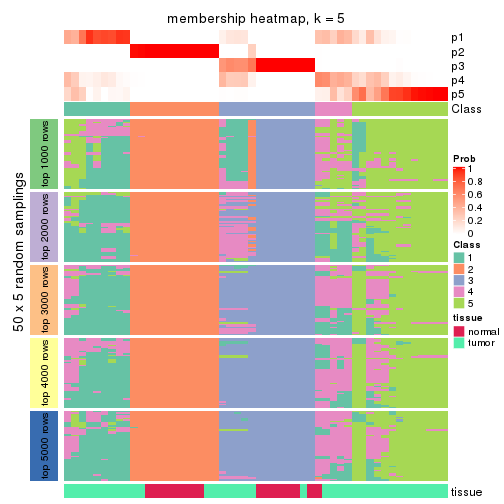 membership heatmap, k = 5
p1
p2
p3
p4
p5
Class
50 x 5 random samplings
top 1000 rows
top 2000 rows
top 3000 rows
top 4000 rows
top 5000 rows
tissue
Prob
1
0.8
0.6
0.4
0.2
0
Class
1
2
3
4
5
tissue
normal
tumor